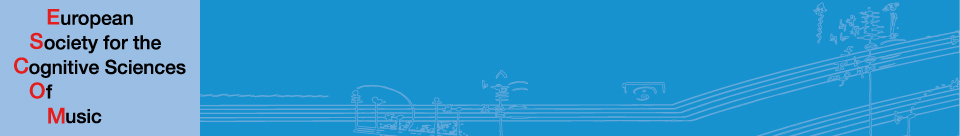 European
Society for the
Cognitive Sciences
Of
Music